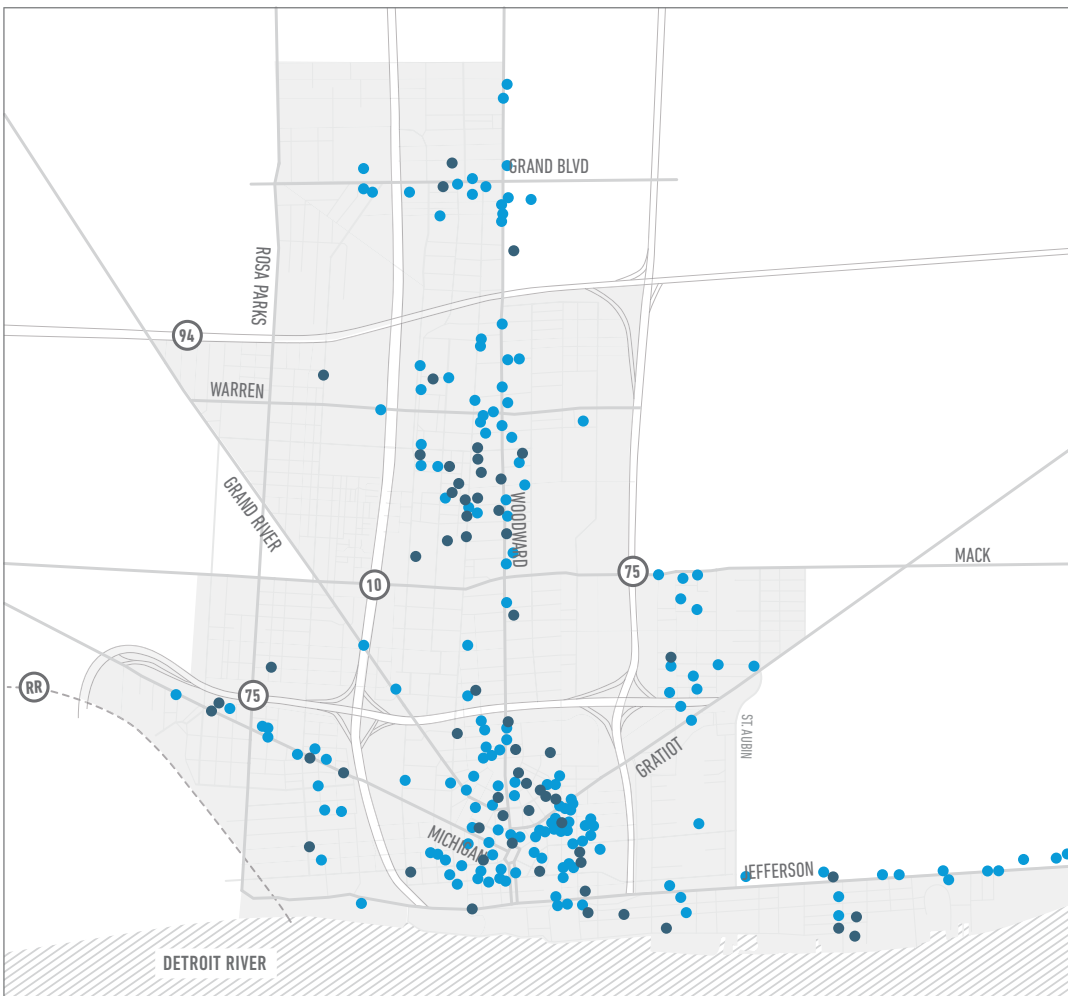 GRAND BLVD
ROSA PARKS
94
WARREN
GRAND RIVER
WOODWARD
MACK
75
10
RR
75
ST. AUBIN
GRATIOT
MICHIGAN
JEFFERSON
DETROIT RIVER